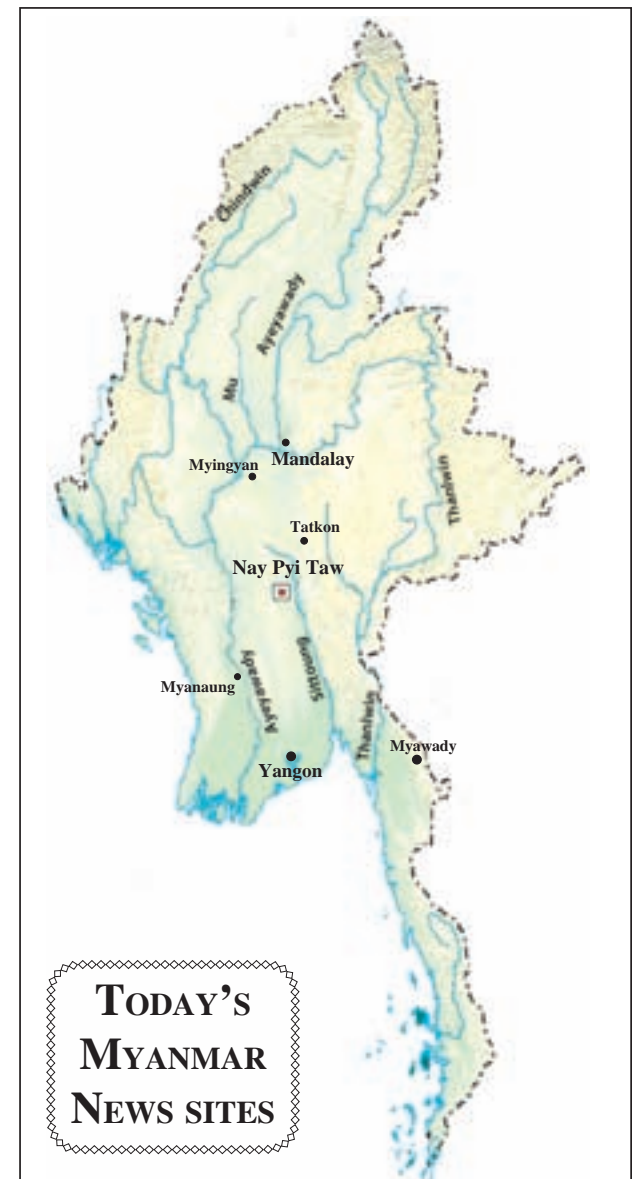 Chindwin
Ayeyawady
Mu
Mandalay
Myingyan
Thanlwin
Tatkon
Nay Pyi Taw
Sittoung
Ayeyawady
Myanaung
Thanlwin
Myawady
Yangon
TODAY'S
MYANMAR
NEWS SITES